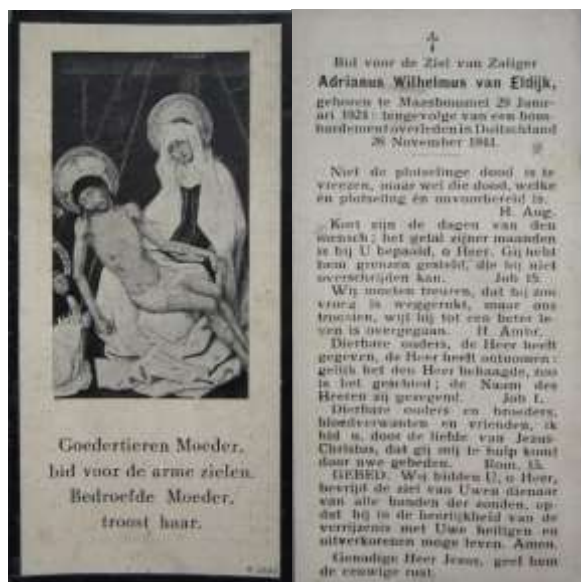 Goedertieren Moeder,
bid voor de arme zielen.
Bedroefde Moeder,
troost haar.
Bid voor de Ziel van Zaliger
Adrianus Wilhelmus van Eldijk,
geboren te Maasbommel 29 Janu-
ari 1921: tengevolge van een bom-
bardement overleden in Duitschland
26 November 1944.
Niet de plotselinge dood is te
vreezen, maar wel die dood, welke
én plotseling én onvoorbereid is.
H. Aug.
Kort zijn de dagen van den
mensch; het getal zijner maanden
is bij U bepaald, o Heer. Gij hebt
hem grenzen gesteld, die hij niet
overschrijden kan. Job 15.
Wij moeten treuren, dat hij zoo
vroeg is weggerukt, maar ons
troosten, wijl hij tot een beter le-
ven is overgegaan. H. Ambr.
Dierbare ouders, de Heer heeft
gegeven, de Heer heeft ontnomen:
gelijk het den Heer behaagde, zoo
is het geschied; de Naam des
Heeren zij gezegend. Job 1.
Dierbare ouders en broeders,
bloedverwanten en vrienden, ik
bid u, door de liefde van Jezus
Christus, dat gij mij te hulp komt
door uwe gebeden. Rom. 15.
GEBED. Wij bidden U, o Heer,
bevrijd de ziel van Uwen dienaar
van alle banden der zonden, op-
dat hij in de heerlijkheid van de
verrijzenis met Uwe heiligen en
uitverkorenen moge leven. Amen.
Genadige Heer Jezus, geef hem
de eeuwige rust.